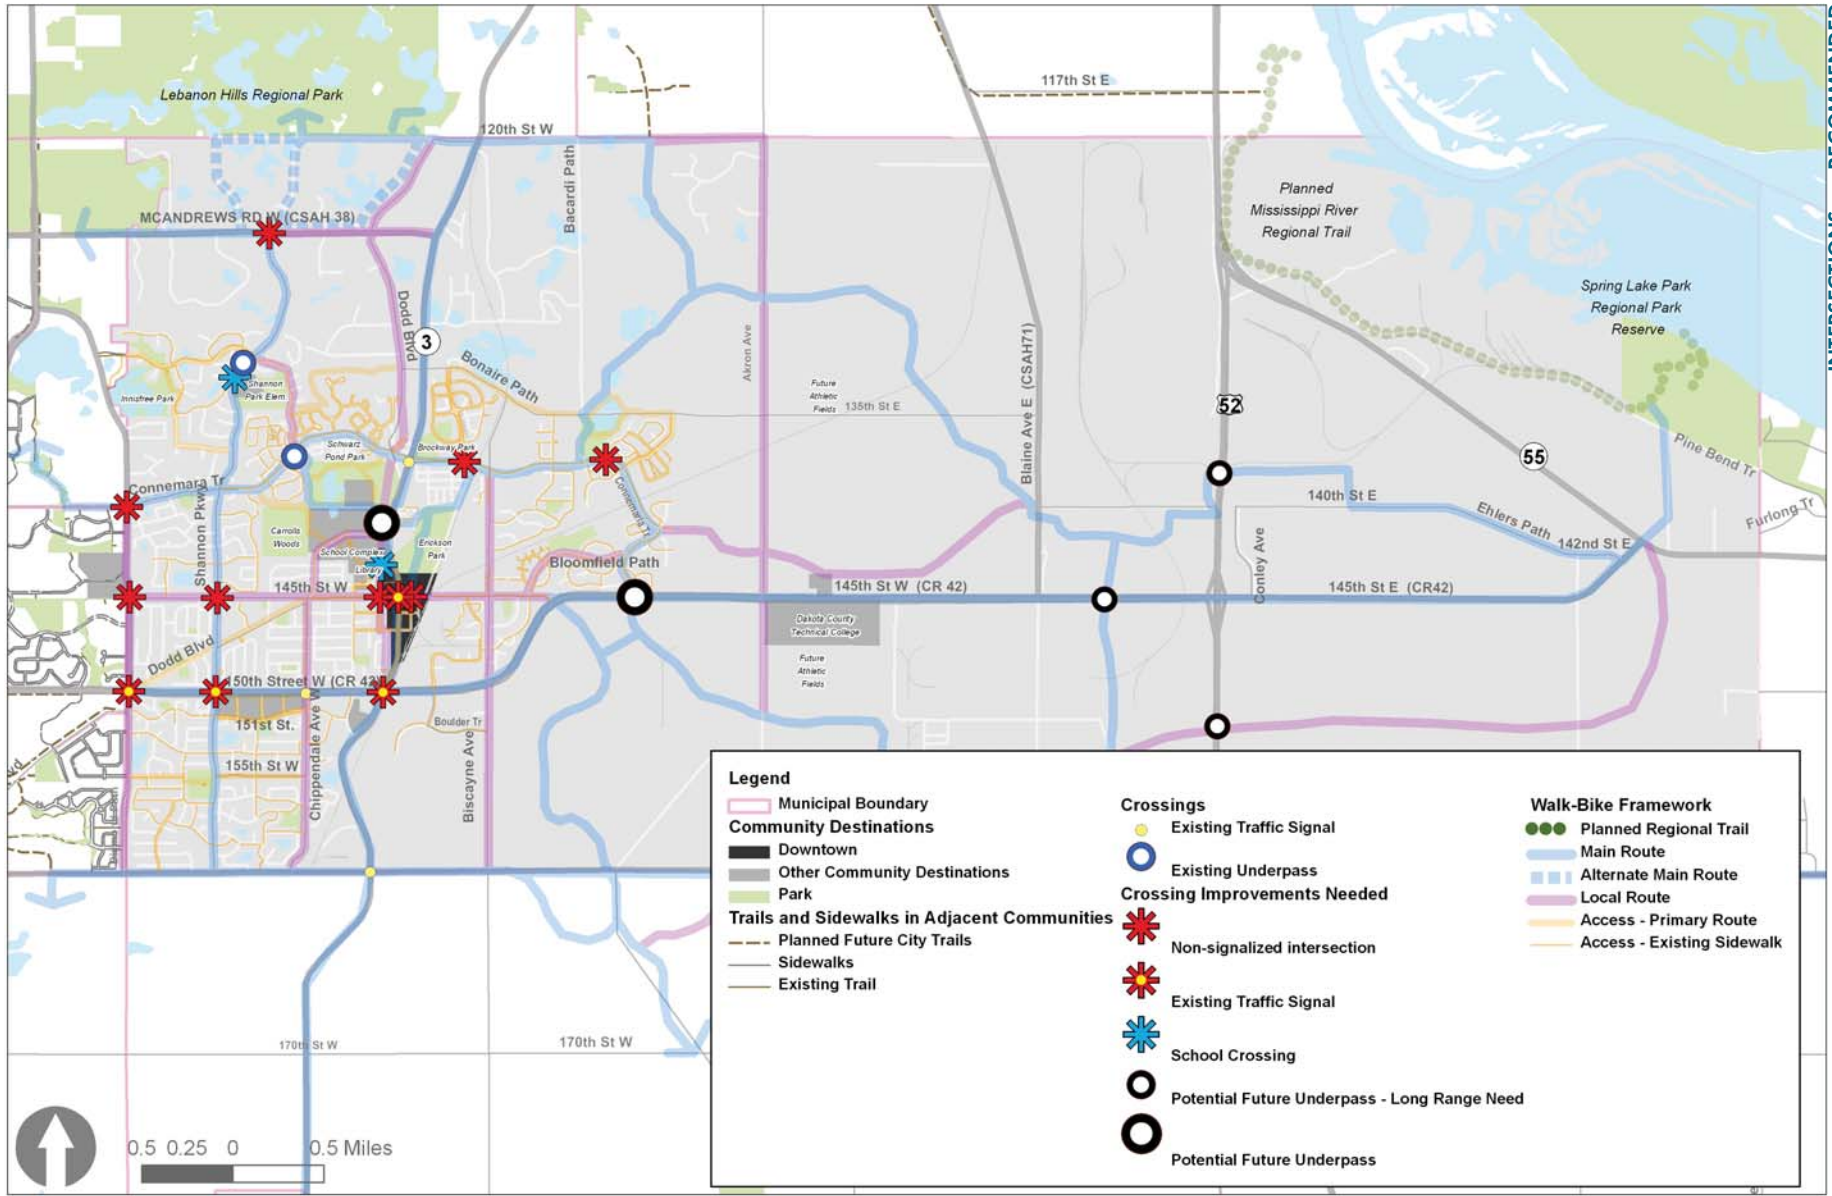 117th St E
Lebanon Hills Regional Park
120th St W
RECOMMENDED
INTERSECTIONS
Bacardi Path
Planned
Mississippi River
Regional Trail
MCANDREWS RD W (CSAH 38)
Spring Lake Park
Regional Park
Reserve
Dodd Blvd
3
Akron Ave
Blaine Ave E (CSAH71)
Bonaire Path
Shannon
Park Elem
Innisfree Park
Future
Athletic
Fields
135th St E
52
55
Schwarz
Pond Park
Brockway Park
Pine Bend Tr
Connemara Tr
Connemara Tr
140th St E
Furlong Tr
Ehlers Path
142nd St E
Shannon Pkwy
Carrolls
Woods
School Complex
Library
Erickson
Park
Bloomfield Path
Conley Ave
145th St W
145th St W (CR 42)
145th St E (CR42)
Dakota County
Technical College
Dodd Blvd
Future
Athletic
Fields
150th Street W (CR 42)
151st St.
Boulder Tr
155th St W
Chippendale Ave W
Biscayne Ave
170th St W
170th St W
0.5 0.25 0 0.5 Miles
Legend
Municipal Boundary
Community Destinations
Downtown
Other Community Destinations
Park
Trails and Sidewalks in Adjacent Communities
Planned Future City Trails
Sidewalks
Existing Trail
Crossings
Existing Traffic Signal
Existing Underpass
Crossing Improvements Needed
Non-signalized intersection
Existing Traffic Signal
School Crossing
Potential Future Underpass - Long Range Need
Potential Future Underpass
Walk-Bike Framework
Planned Regional Trail
Main Route
Alternate Main Route
Local Route
Access - Primary Route
Access - Existing Sidewalk